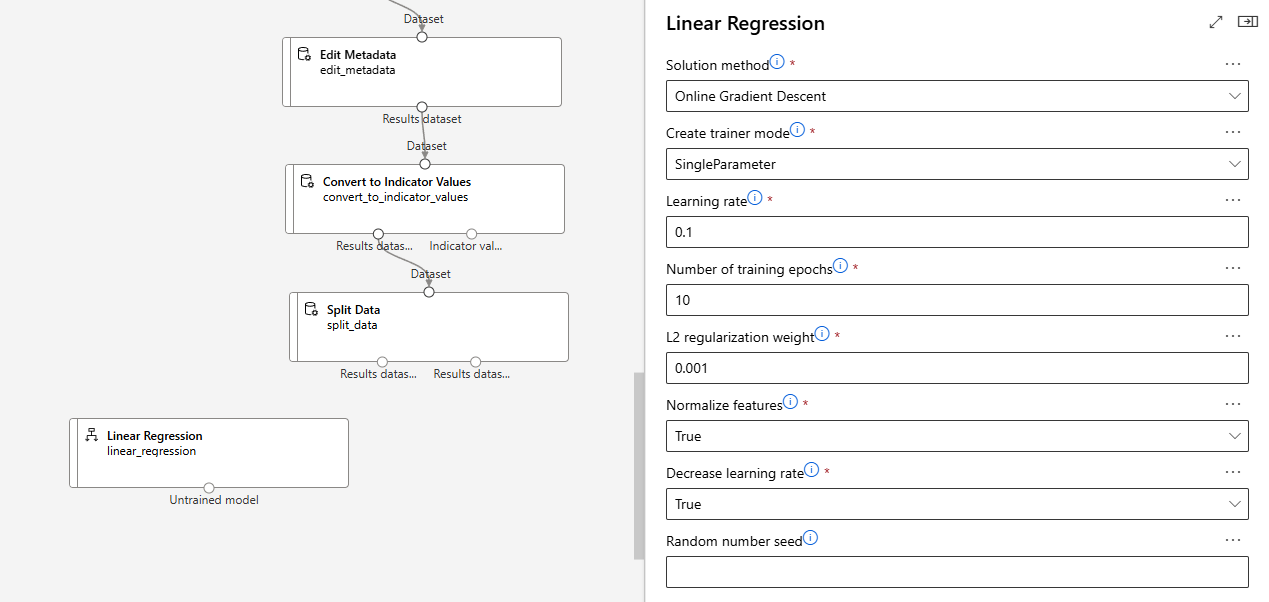 Dataset
Edit Metadata
edit_metadata
Results dataset
Dataset
Convert to Indicator Values
convert_to_indicator_values
Results datas...
Indicator val...
Dataset
Split Data
split_data
Results datas...
Results datas...
Linear Regression
linear_regression
Untrained model
Linear Regression
Solution method *
Online Gradient Descent
Create trainer mode *
SingleParameter
Learning rate *
0.1
Number of training epochs *
10
L2 regularization weight *
0.001
Normalize features *
True
Decrease learning rate *
True
Random number seed